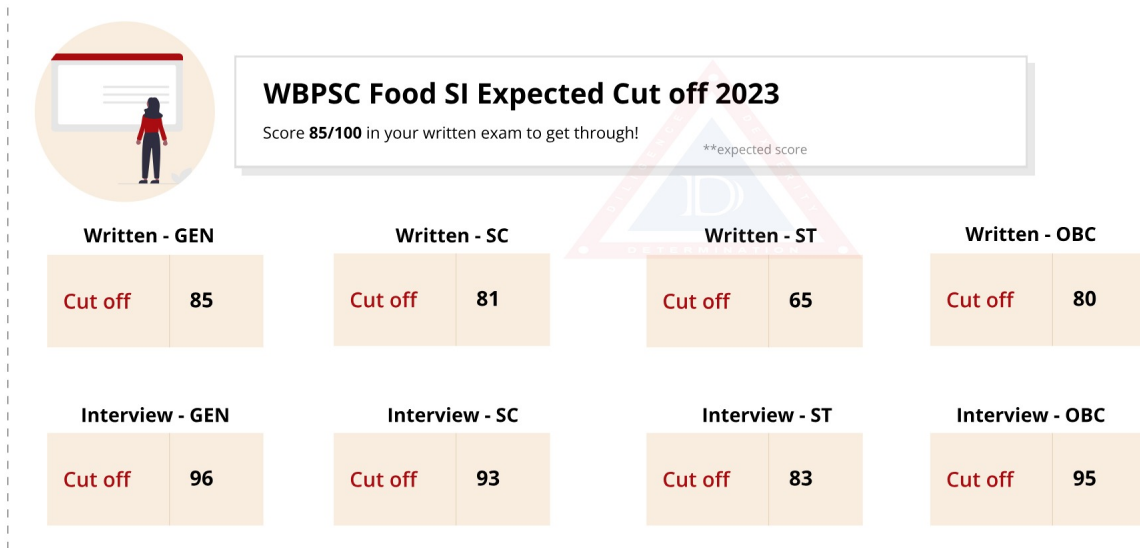 WBPSC Food SI Expected Cut off 2023
Score 85/100 in your written exam to get through!
**expected score
Written - GEN
Cut off 85
Written - SC
Cut off 81
Written - ST
Cut off 65
Written - OBC
Cut off 80
Interview - GEN
Cut off 96
Interview - SC
Cut off 93
Interview - ST
Cut off 83
Interview - OBC
Cut off 95
DETERMINATION